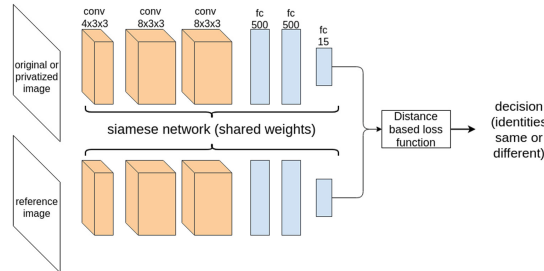 conv
4x3x3
conv
8x3x3
conv
8x3x3
fc
500
fc
500
fc
15
original or
privatized
image
siamese network (shared weights)
Distance
based loss
function
decision
(identities
same or
different)
reference
image